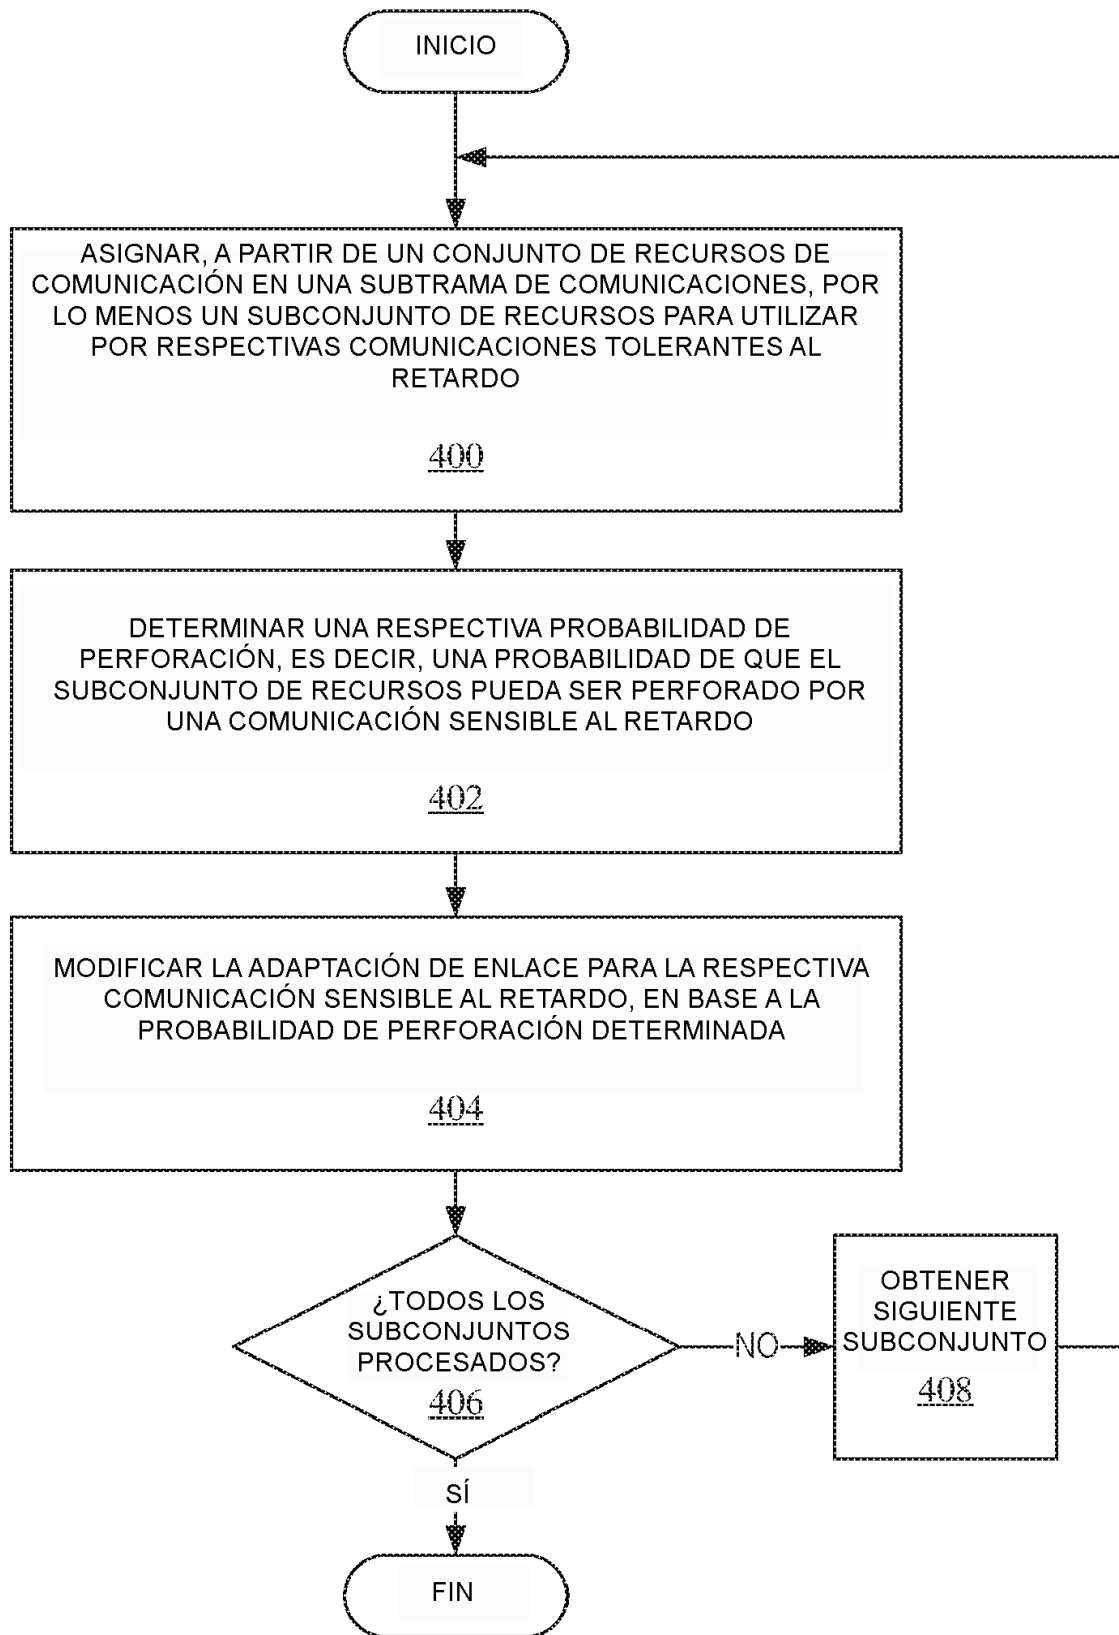 INICIO
ASIGNAR, A PARTIR DE UN CONJUNTO DE RECURSOS DE
COMUNICACIÓN EN UNA SUBTRAMA DE COMUNICACIONES, POR
LO MENOS UN SUBCONJUNTO DE RECURSOS PARA UTILIZAR
POR RESPECTIVAS COMUNICACIONES TOLERANTES AL
RETARDO
400
DETERMINAR UNA RESPECTIVA PROBABILIDAD DE
PERFORACIÓN, ES DECIR, UNA PROBABILIDAD DE QUE EL
SUBCONJUNTO DE RECURSOS PUEDA SER PERFORADO POR
UNA COMUNICACIÓN SENSIBLE AL RETARDO
402
MODIFICAR LA ADAPTACIÓN DE ENLACE PARA LA RESPECTIVA
COMUNICACIÓN SENSIBLE AL RETARDO, EN BASE A LA
PROBABILIDAD DE PERFORACIÓN DETERMINADA
404
¿TODOS LOS
SUBCONJUNTOS
PROCESADOS?
406
NO
OBTENER
SIGUIENTE
SUBCONJUNTO
408
SÍ
FIN